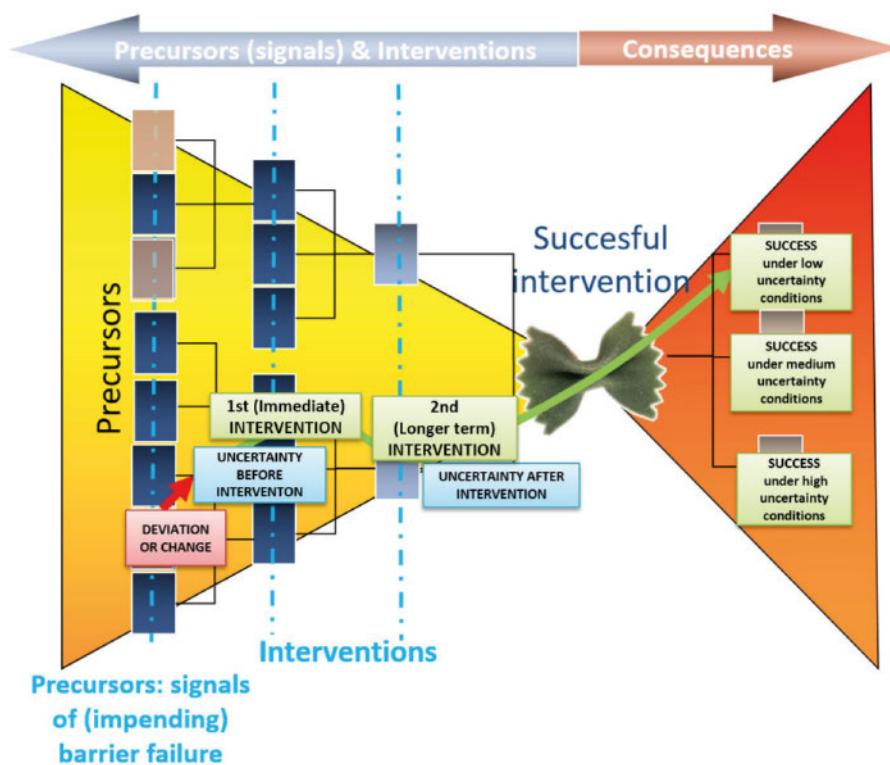 Precursors (signals) & Interventions
Consequences
Precursors
Succesful
intervention
SUCCESS
under low
uncertainty
conditions
SUCCESS
under medium
uncertainty
conditions
SUCCESS
under high
uncertainty
conditions
1st (Immediate)
INTERVENTION
2nd
(Longer term)
INTERVENTION
UNCERTAINTY
BEFORE
INTERVENTON
UNCERTAINTY AFTER
INTERVENTION
DEVIATION
OR CHANGE
Interventions
Precursors: signals
of (impending)
barrier failure